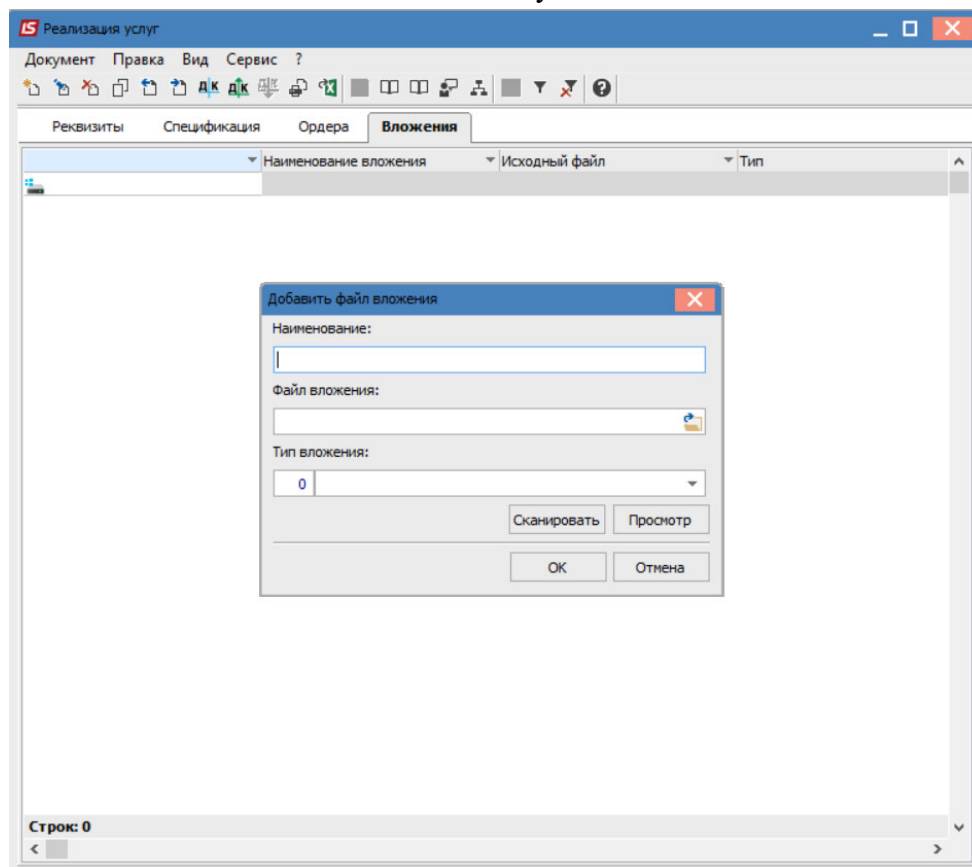 Реализация услуг
Документ Правка Вид Сервис ?
Реквизиты Спецификация Ордера Вложения
Наименование вложения Исходный файл Тип
Добавить файл вложения
Наименование:
Файл вложения:
Тип вложения:
0
Сканировать Просмотр
ОК Отмена
Строк: 0